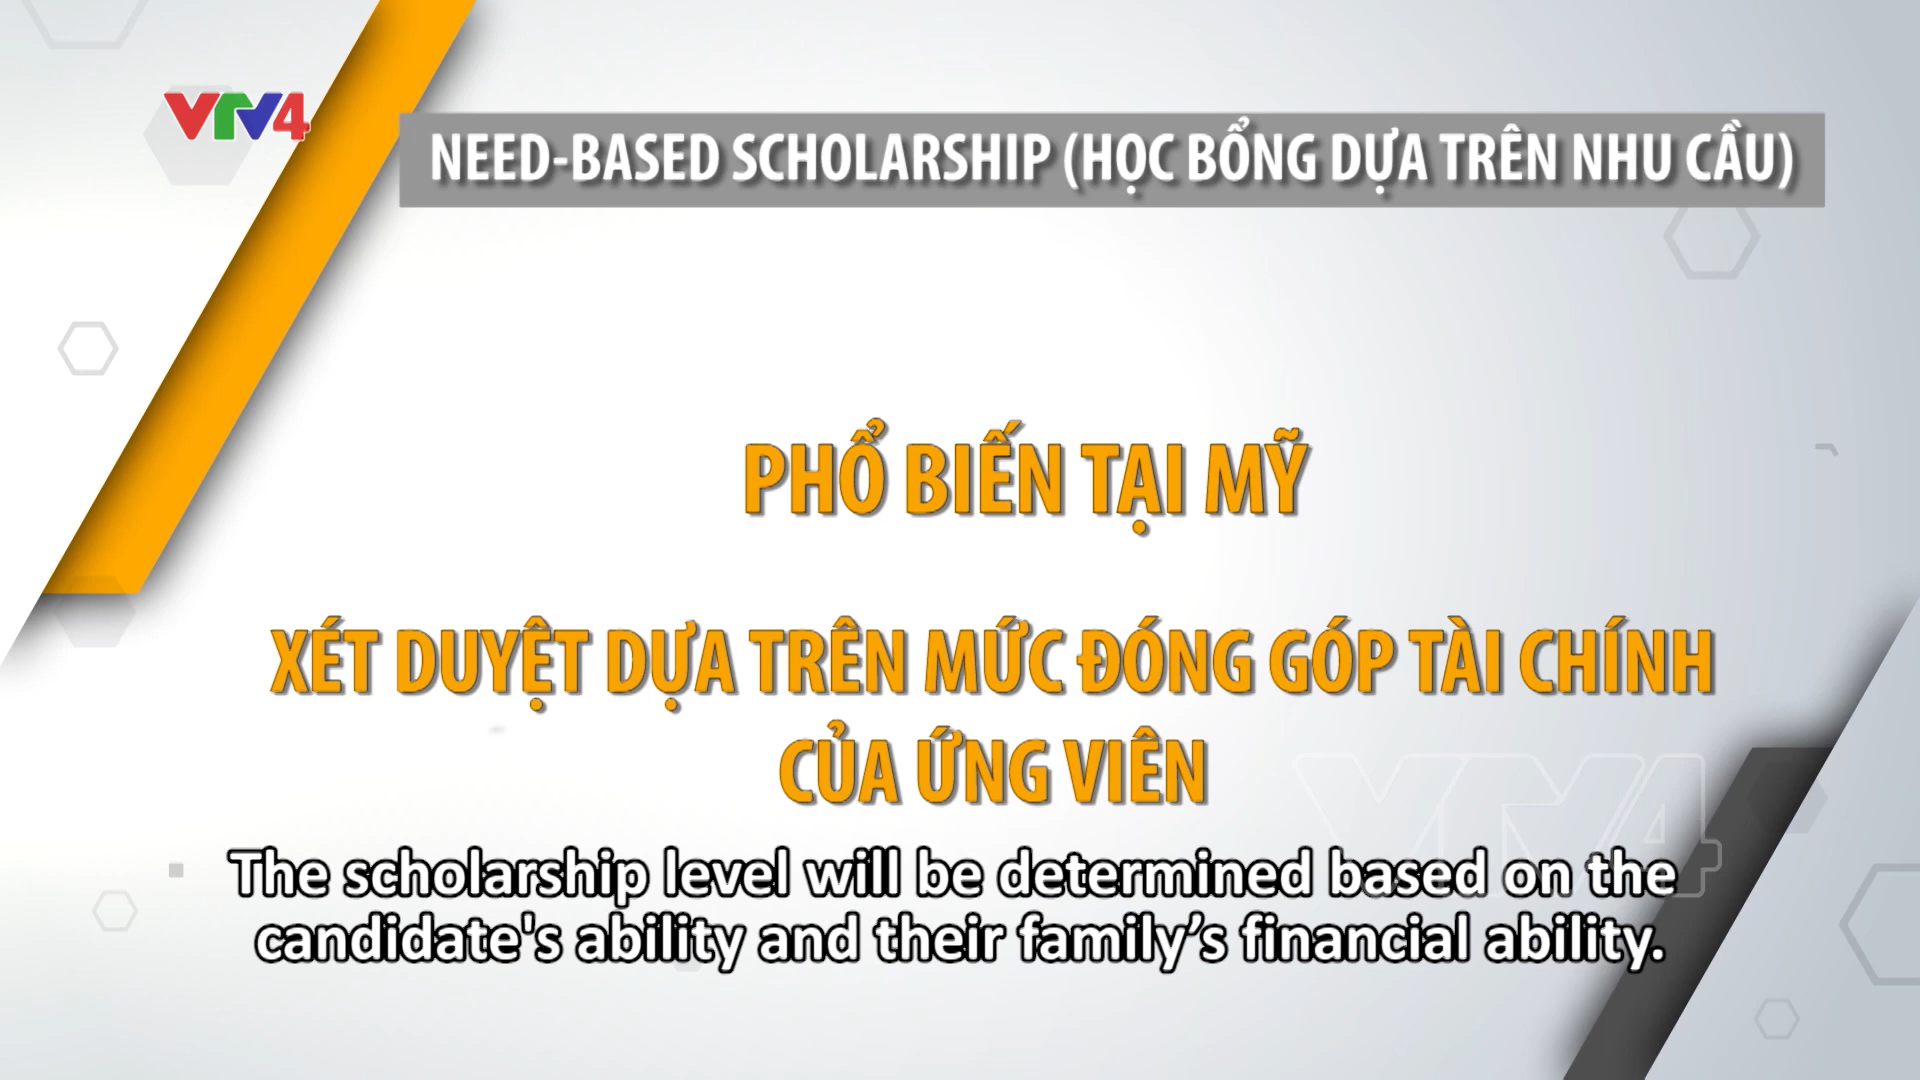 VTV4
NEED-BASED SCHOLARSHIP (HỌC BỔNG DỰA TRÊN NHU CẦU)
PHỔ BIẾN TẠI MỸ
XÉT DUYỆT DỰA TRÊN MỨC ĐÓNG GÓP TÀI CHÍNH
CỦA ỨNG VIÊN
VTV4
The scholarship level will be determined based on the
candidate's ability and their family’s financial ability.